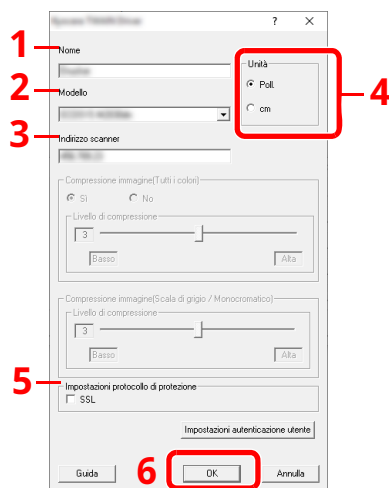 ? ×
1 Nome
2 Modello
3 Indirizzo scanner
Unità
Poll.
cm
4
Compressione immagine(Tutti i colori)
Sì No
Livello di compressione
3
Basso Alta
Compressione immagine(Scala di grigio / Monocromatico)
Livello di compressione
3
Basso Alta
5 Impostazioni protocollo di protezione
SSL
Impostazioni autenticazione utente
Guida 6 OK Annulla